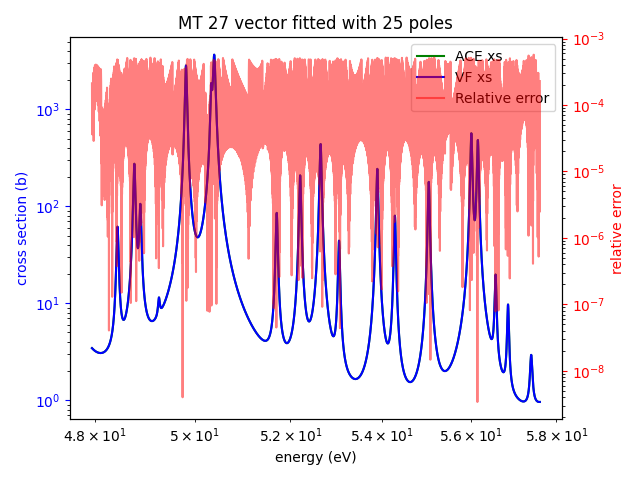 MT 27 vector fitted with 25 poles
ACE xs
VF xs
Relative error
cross section (b)
10³
10²
10¹
10⁰
10⁻³
10⁻⁴
10⁻⁵
10⁻⁶
10⁻⁷
10⁻⁸
relative error
4.8 × 10¹ 5 × 10¹ 5.2 × 10¹ 5.4 × 10¹ 5.6 × 10¹ 5.8 × 10¹
energy (eV)